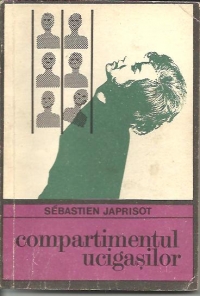 SÉBASTIEN JAPRISOT
compartimentul
ucigașilor